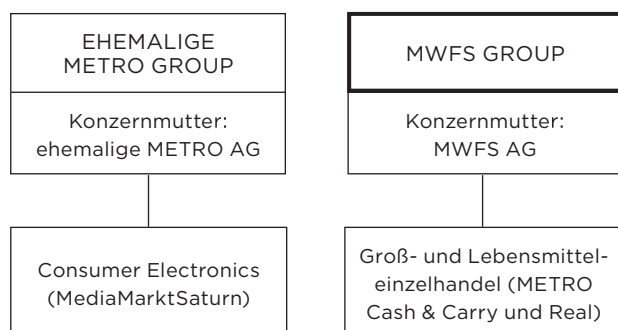 EHEMALIGE
METRO GROUP
Konzernmutter:
ehemalige METRO AG
Consumer Electronics
(MediaMarktSaturn)
MWFS GROUP
Konzernmutter:
MWFS AG
Groß- und Lebensmittel-
einzelhandel (METRO
Cash & Carry und Real)